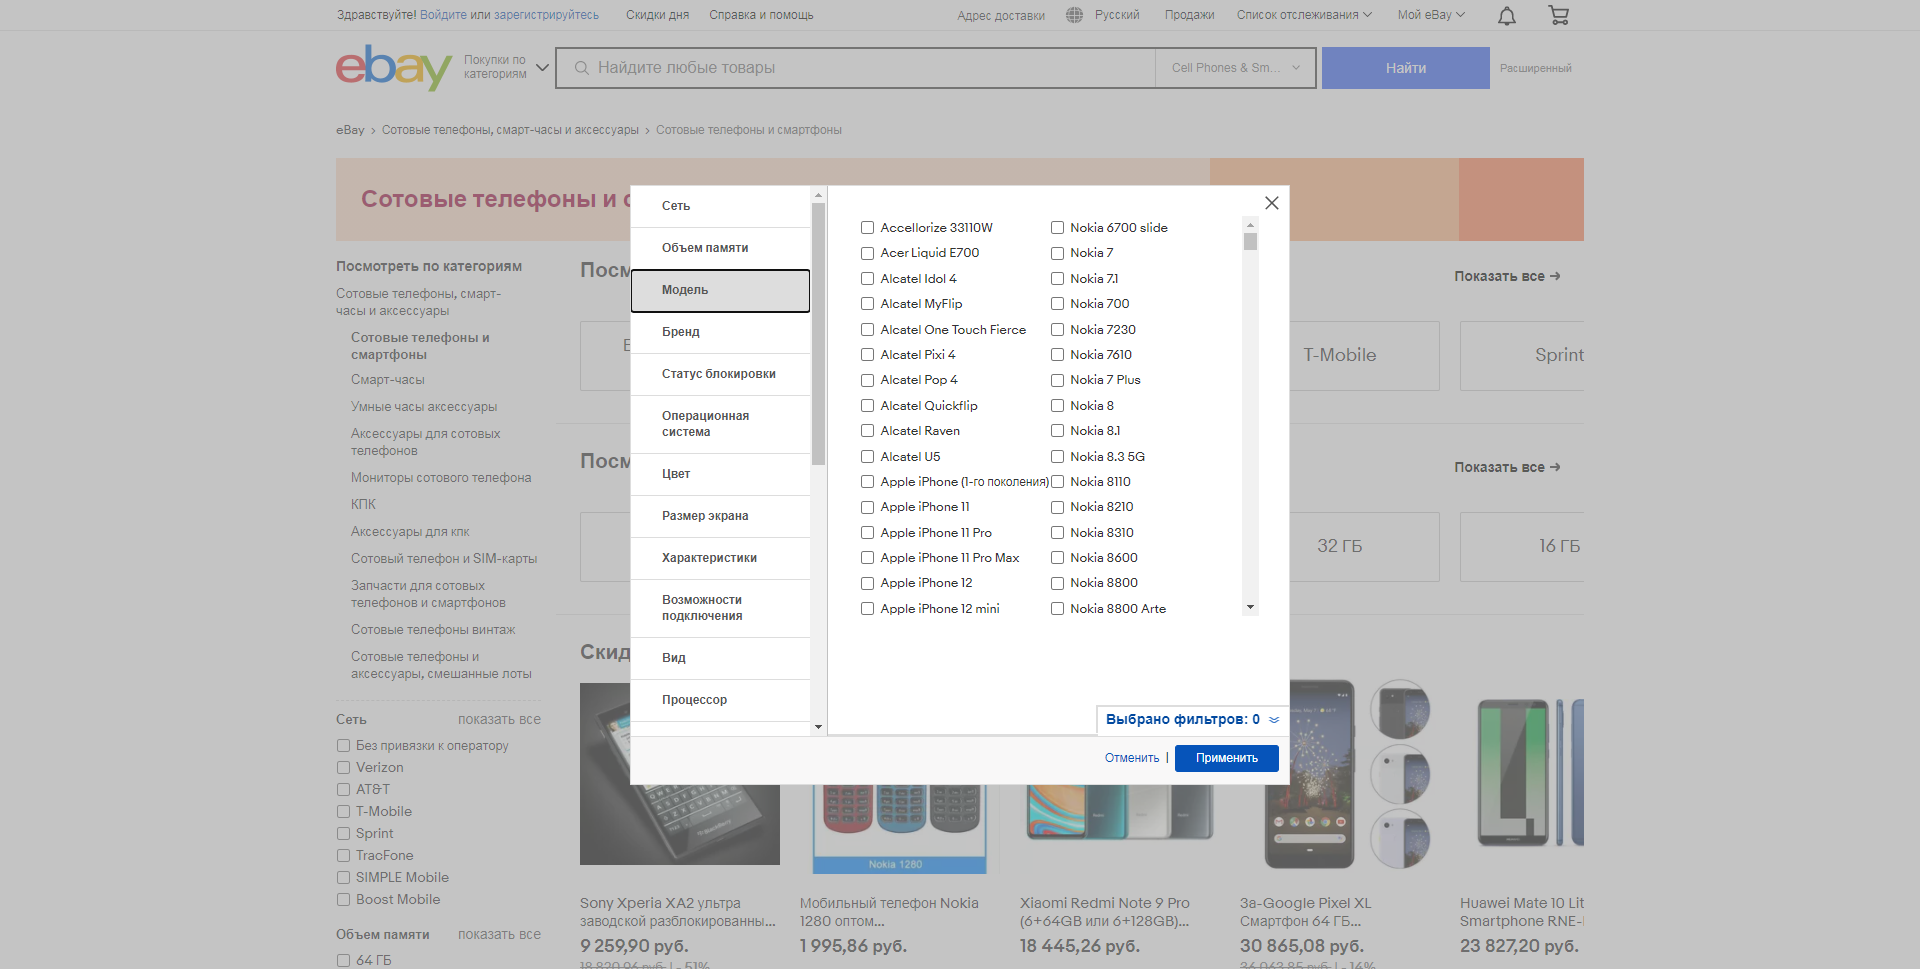 Здравствуйте! Войдите или зарегистрируйтесь
Скидки дня
Справка и помощь
Адрес доставки
Русский
Продажи
Список отслеживания
Мой eBay
ebay
Покупки по
категориям
Найдите любые товары
Cell Phones & Sm...
Найти
Расширенный
eBay > Сотовые телефоны, смарт-часы и аксессуары > Сотовые телефоны и смартфоны
Сотовые телефоны и с
Посмотреть по категориям
Сотовые телефоны, смарт-
часы и аксессуары
Сотовые телефоны и
смартфоны
Смарт-часы
Умные часы аксессуары
Аксессуары для сотовых
телефонов
Мониторы сотового телефона
КПК
Аксессуары для кпк
Сотовый телефон и SIM-карты
Запчасти для сотовых
телефонов и смартфонов
Сотовые телефоны винтаж
Сотовые телефоны и
аксессуары, смешанные лоты
Сеть
показать все
Без привязки к оператору
Verizon
AT&T
T-Mobile
Sprint
TracFone
SIMPLE Mobile
Boost Mobile
Объем памяти
показать все
64 ГБ
Посм
Показать все →
T-Mobile
Sprint
Посм
Показать все →
32 ГБ
16 ГБ
Скид
Сеть
Объем памяти
Модель
Бренд
Статус блокировки
Операционная
система
Цвет
Размер экрана
Характеристики
Возможности
подключения
Вид
Процессор
Accellorize 33110W
Acer Liquid E700
Alcatel Idol 4
Alcatel MyFlip
Alcatel One Touch Fierce
Alcatel Pixi 4
Alcatel Pop 4
Alcatel Quickflip
Alcatel Raven
Alcatel U5
Apple iPhone (1-го поколения)
Apple iPhone 11
Apple iPhone 11 Pro
Apple iPhone 11 Pro Max
Apple iPhone 12
Apple iPhone 12 mini
Nokia 6700 slide
Nokia 7
Nokia 7.1
Nokia 700
Nokia 7230
Nokia 7610
Nokia 7 Plus
Nokia 8
Nokia 8.1
Nokia 8.3 5G
Nokia 8110
Nokia 8210
Nokia 8310
Nokia 8600
Nokia 8800
Nokia 8800 Arte
Выбрано фильтров: 0
Отменить | Применить
BlackBerry
Nokia 1280
Sony Xperia XA2 ультра
заводской разблокированны...
9 259,90 руб.
18 820,96 руб. | - 51%
Мобильный телефон Nokia
1280 оптом...
1 995,86 руб.
Xiaomi Redmi Note 9 Pro
(6+64GB или 6+128GB)...
18 445,26 руб.
3a-Google Pixel XL
Смартфон 64 ГБ...
30 865,08 руб.
36 063,85 руб. | - 14%
Huawei Mate 10 Lit
Smartphone RNE-
23 827,20 руб.